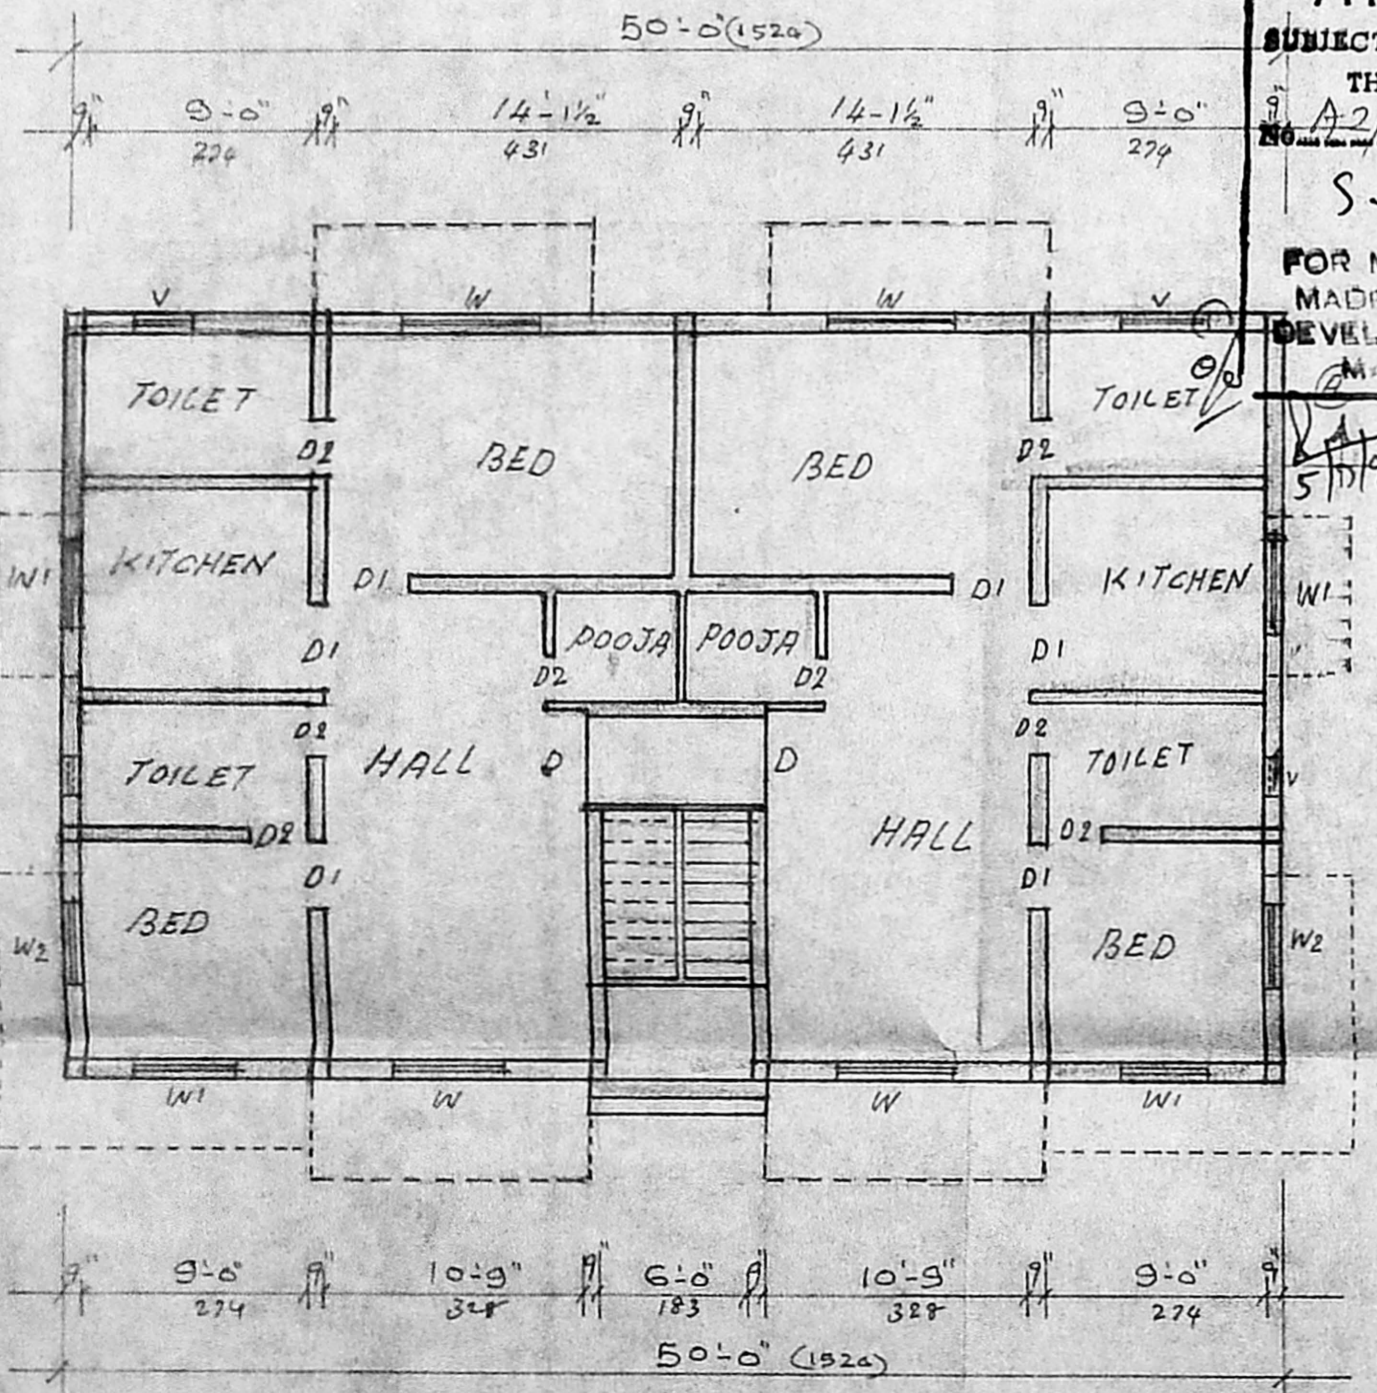 50'-0"(1524)
SUBJECT
TH
9" 9'-0" 9" 14'-1½" 9" 14'-1½" 9" 9'-0" 9"
274 431 431 274
No A2
S
FOR M
V W W V
MADR
DEVEL
TOILET TOILET
D2 BED BED D2
W1 KITCHEN D1 D1 KITCHEN W1
POOJA POOJA
D1 D2 D2 D1
D2 D2
TOILET HALL D D TOILET V
D2 HALL D2
D1 D1
BED BED
W2 W2
W1 W W W1
9" 9'-0" 9" 10'-9" 9" 6'-0" 9" 10'-9" 9" 9'-0" 9"
274 328 183 328 274
50'-0" (1524)